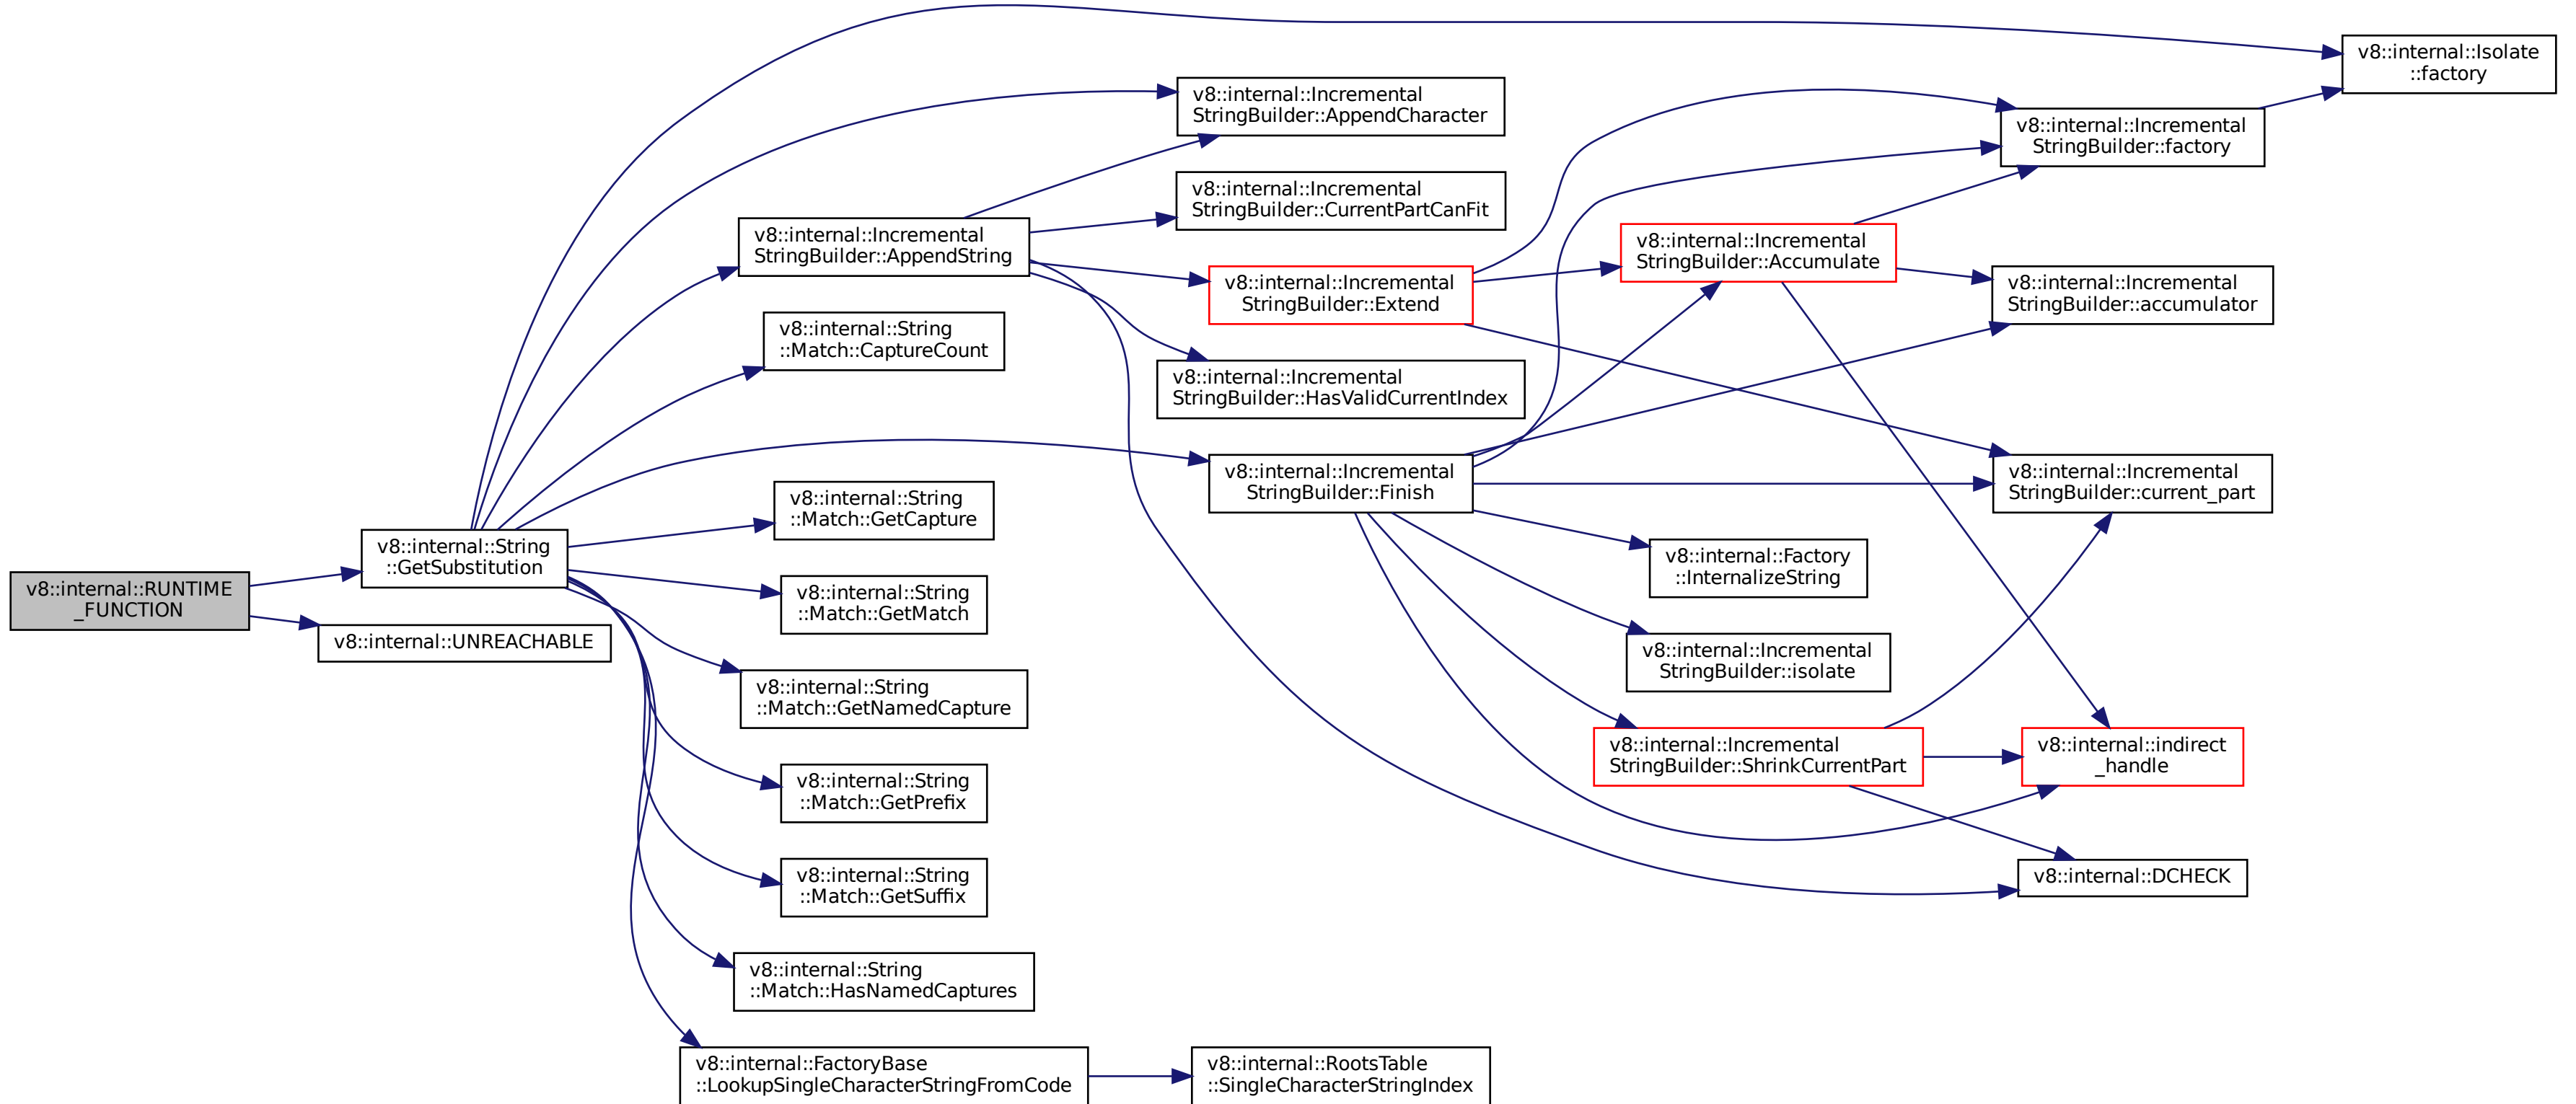 v8::internal::RUNTIME
_FUNCTION
v8::internal::String
::GetSubstitution
v8::internal::UNREACHABLE
v8::internal::Incremental
StringBuilder::AppendString
v8::internal::String
::Match::CaptureCount
v8::internal::String
::Match::GetCapture
v8::internal::String
::Match::GetMatch
v8::internal::String
::Match::GetNamedCapture
v8::internal::String
::Match::GetPrefix
v8::internal::String
::Match::GetSuffix
v8::internal::String
::Match::HasNamedCaptures
v8::internal::FactoryBase
::LookupSingleCharacterStringFromCode
v8::internal::Incremental
StringBuilder::AppendCharacter
v8::internal::Incremental
StringBuilder::CurrentPartCanFit
v8::internal::Incremental
StringBuilder::Extend
v8::internal::Incremental
StringBuilder::HasValidCurrentIndex
v8::internal::Incremental
StringBuilder::Finish
v8::internal::RootsTable
::SingleCharacterStringIndex
v8::internal::Incremental
StringBuilder::Accumulate
v8::internal::Factory
::InternalizeString
v8::internal::Incremental
StringBuilder::isolate
v8::internal::Incremental
StringBuilder::ShrinkCurrentPart
v8::internal::Incremental
StringBuilder::factory
v8::internal::Incremental
StringBuilder::accumulator
v8::internal::Incremental
StringBuilder::current_part
v8::internal::indirect
_handle
v8::internal::DCHECK
v8::internal::Isolate
::factory